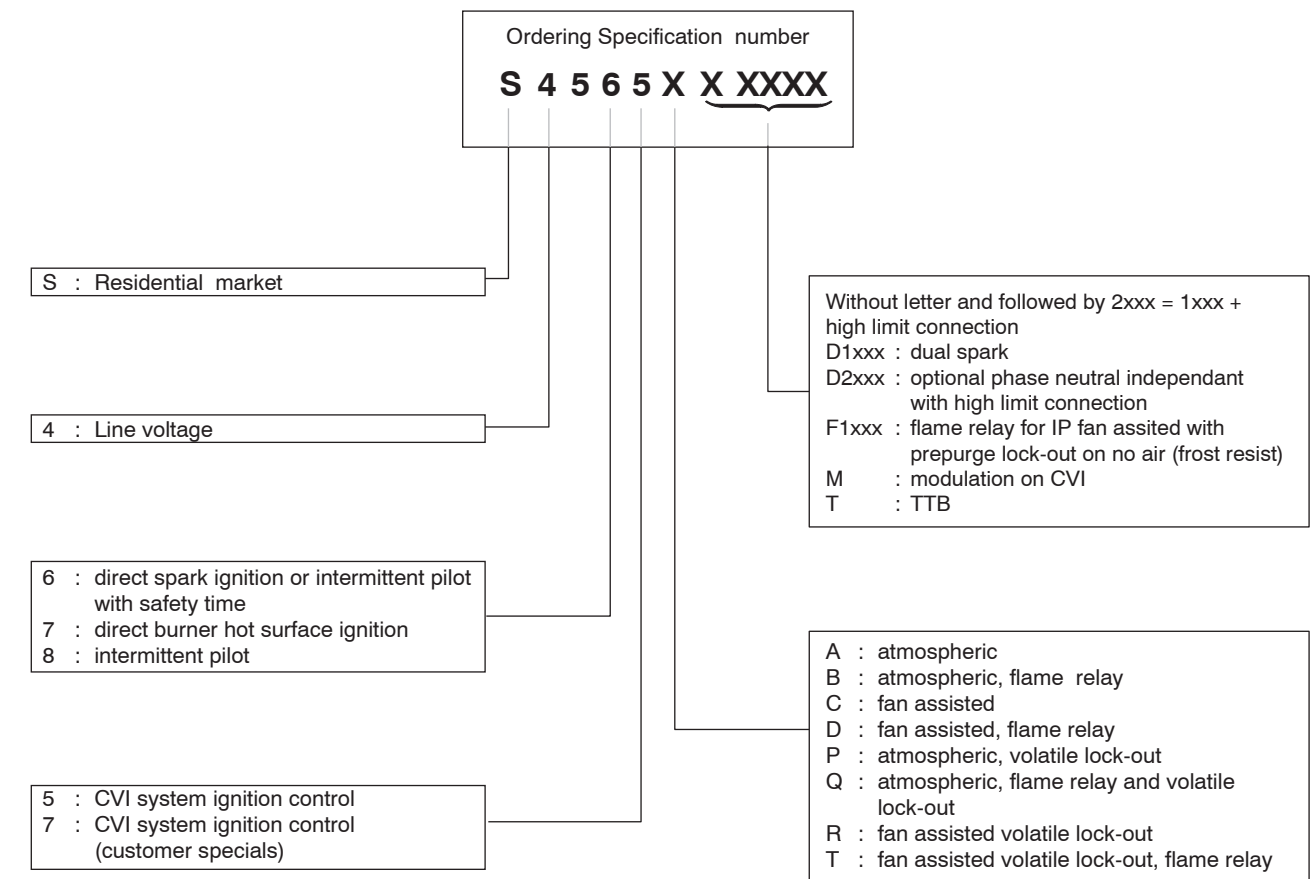 Ordering Specification number
S 4 5 6 5 X X XXXX
S : Residential market
4 : Line voltage
6 : direct spark ignition or intermittent pilot
with safety time
7 : direct burner hot surface ignition
8 : intermittent pilot
5 : CVI system ignition control
7 : CVI system ignition control
(customer specials)
Without letter and followed by 2xxx = 1xxx +
high limit connection
D1xxx : dual spark
D2xxx : optional phase neutral independant
with high limit connection
F1xxx : flame relay for IP fan assited with
prepurge lock-out on no air (frost resist)
M : modulation on CVI
T : TTB
A : atmospheric
B : atmospheric, flame relay
C : fan assisted
D : fan assisted, flame relay
P : atmospheric, volatile lock-out
Q : atmospheric, flame relay and volatile
lock-out
R : fan assisted volatile lock-out
T : fan assisted volatile lock-out, flame relay